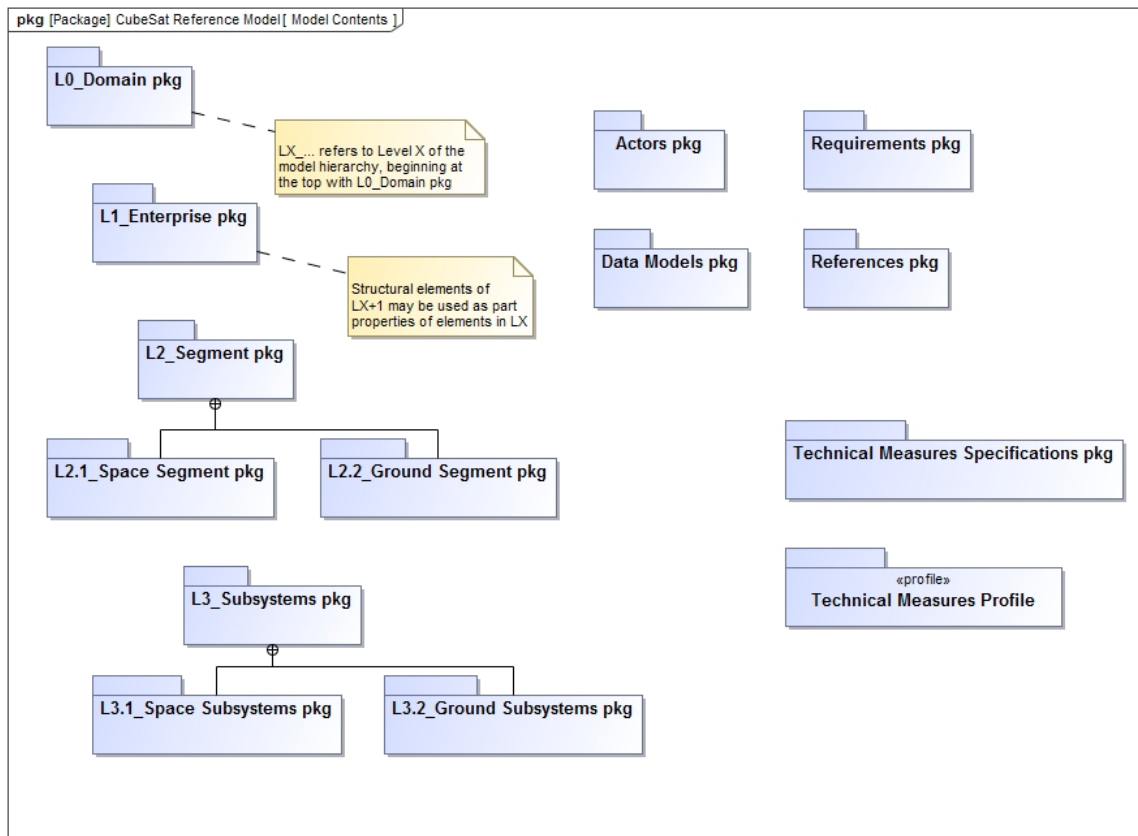 pkg [Package] CubeSat Reference Model[ Model Contents ]
L0_Domain pkg
LX_... refers to Level X of the
model hierarchy, beginning at
the top with L0_Domain pkg
L1_Enterprise pkg
Structural elements of
LX+1 may be used as part
properties of elements in LX
L2_Segment pkg
L2.1_Space Segment pkg
L2.2_Ground Segment pkg
L3_Subsystems pkg
L3.1_Space Subsystems pkg
L3.2_Ground Subsystems pkg
Actors pkg
Requirements pkg
Data Models pkg
References pkg
Technical Measures Specifications pkg
«profile»
Technical Measures Profile